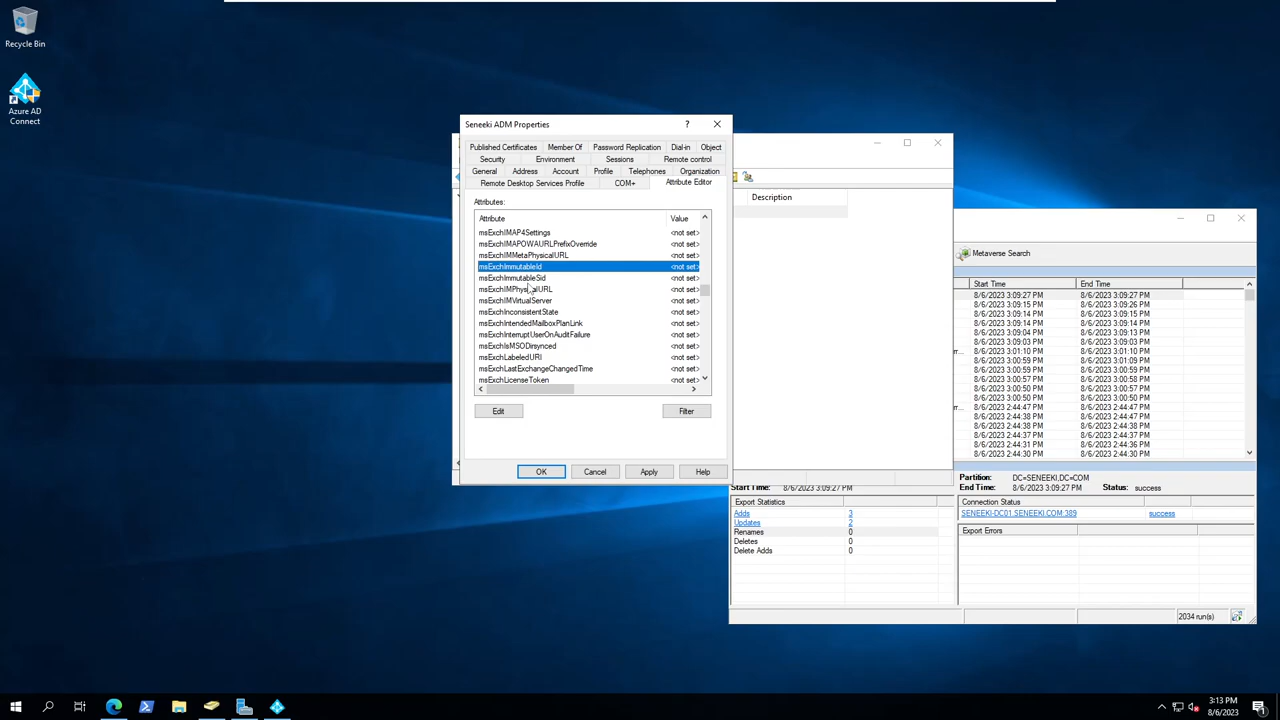 Recycle Bin
Azure AD
Connect
Seneeki ADM Properties
?
Published Certificates Member Of Password Replication Dial-in Object
Security Environment Sessions Remote control
General Address Account Profile Telephones Organization
Remote Desktop Services Profile COM+ Attribute Editor
Attributes:
Attribute Value
msExchIMAP4Settings <not set>
msExchIMAPOWAURLPrefixOverride <not set>
msExchIMMetaPhysicalURL <not set>
msExchImmutableId <not set>
msExchImmutableSid <not set>
msExchIMPhysicalURL <not set>
msExchIMVirtualServer <not set>
msExchInconsistentState <not set>
msExchIntendedMailboxPlanLink <not set>
msExchInterruptUserOnAuditFailure <not set>
msExchIsMSODirsynced <not set>
msExchLabeledURI <not set>
msExchLastExchangeChangedTime <not set>
msExchLicenseToken <not set>
Edit Filter
OK Cancel Apply Help
Description
Metaverse Search
Start Time End Time
8/6/2023 3:09:27 PM 8/6/2023 3:09:27 PM
8/6/2023 3:09:15 PM 8/6/2023 3:09:26 PM
8/6/2023 3:09:14 PM 8/6/2023 3:09:15 PM
8/6/2023 3:09:14 PM 8/6/2023 3:09:14 PM
8/6/2023 3:09:04 PM 8/6/2023 3:09:13 PM
err... 8/6/2023 3:01:10 PM 8/6/2023 3:01:10 PM
8/6/2023 3:00:59 PM 8/6/2023 3:01:09 PM
8/6/2023 3:00:59 PM 8/6/2023 3:00:59 PM
8/6/2023 3:00:57 PM 8/6/2023 3:00:58 PM
8/6/2023 3:00:50 PM 8/6/2023 3:00:57 PM
8/6/2023 3:00:50 PM 8/6/2023 3:00:50 PM
err... 8/6/2023 2:44:47 PM 8/6/2023 2:44:47 PM
8/6/2023 2:44:38 PM 8/6/2023 2:44:47 PM
8/6/2023 2:44:38 PM 8/6/2023 2:44:38 PM
8/6/2023 2:44:37 PM 8/6/2023 2:44:37 PM
8/6/2023 2:44:31 PM 8/6/2023 2:44:36 PM
8/6/2023 2:44:30 PM 8/6/2023 2:44:30 PM
Partition: DC=SENEEKI,DC=COM
Start Time: 8/6/2023 3:09:27 PM End Time: 8/6/2023 3:09:27 PM Status: success
Export Statistics
Adds 3
Updates 2
Renames 0
Deletes 0
Delete Adds 0
Connection Status
SENEEKI-DC01.SENEEKI.COM:389 success
Export Errors
2034 run(s)
3:13 PM
8/6/2023
1